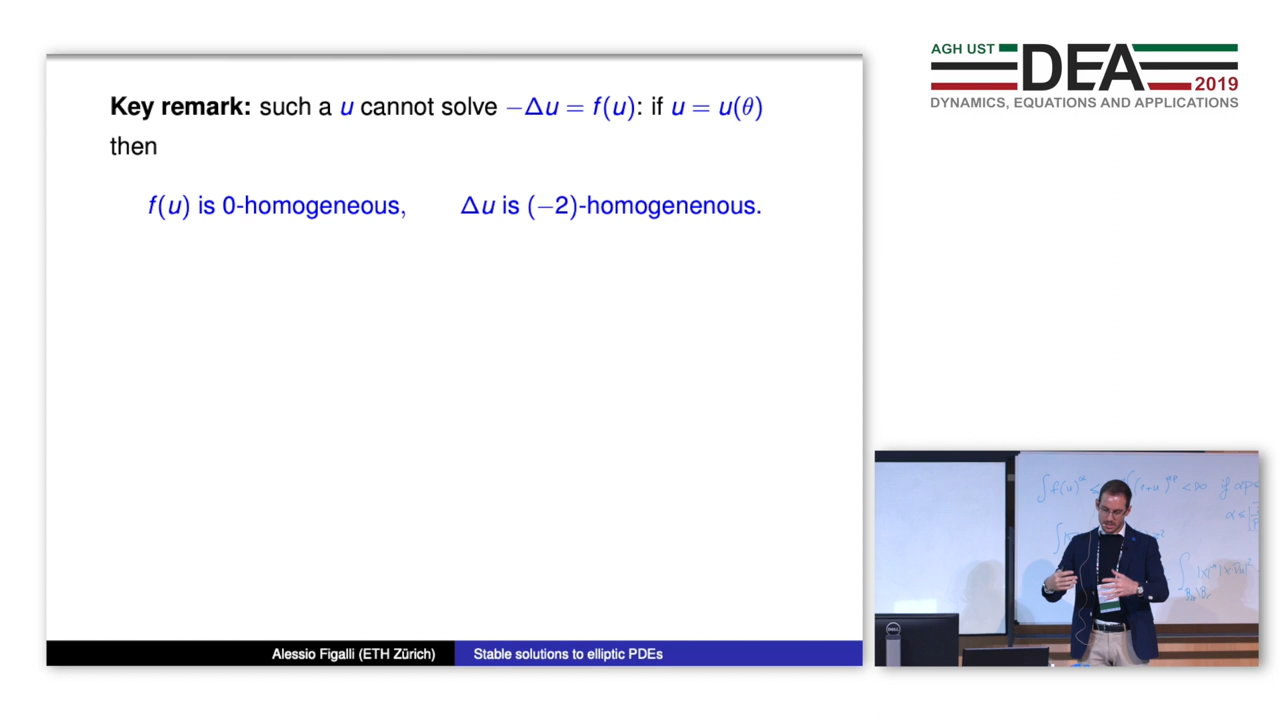 Key remark: such a u cannot solve −Δu = f(u): if u = u(θ)
then
f(u) is 0-homogeneous, Δu is (−2)-homogenenous.
Alessio Figalli (ETH Zürich) Stable solutions to elliptic PDEs
AGH UST
DEA
2019
DYNAMICS, EQUATIONS AND APPLICATIONS
DELL